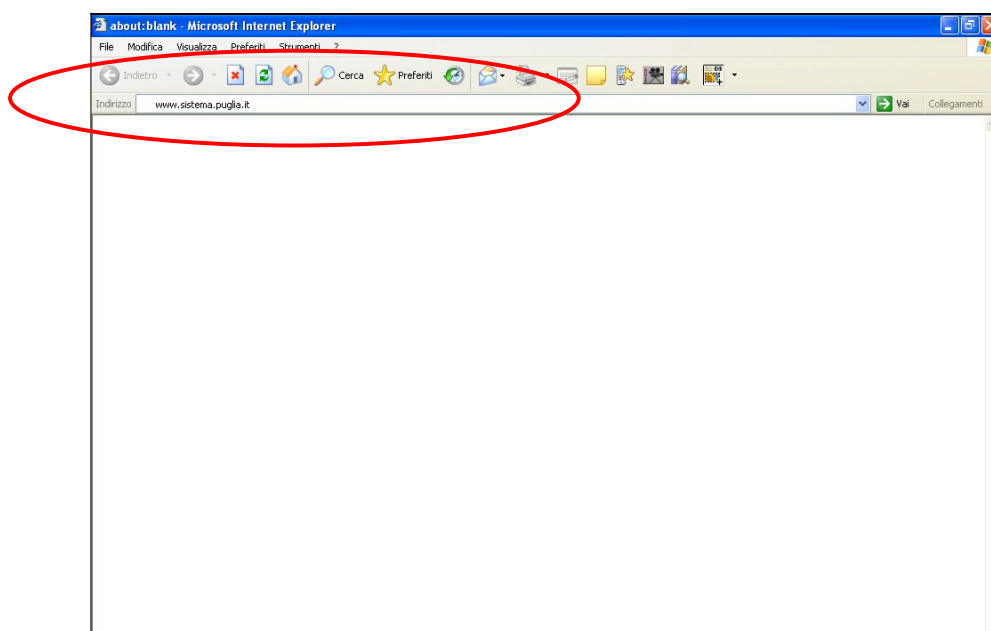 about:blank - Microsoft Internet Explorer
File Modifica Visualizza Preferiti Strumenti ?
Indietro Cerca Preferiti
Indirizzo www.sistema.puglia.it Vai Collegamenti